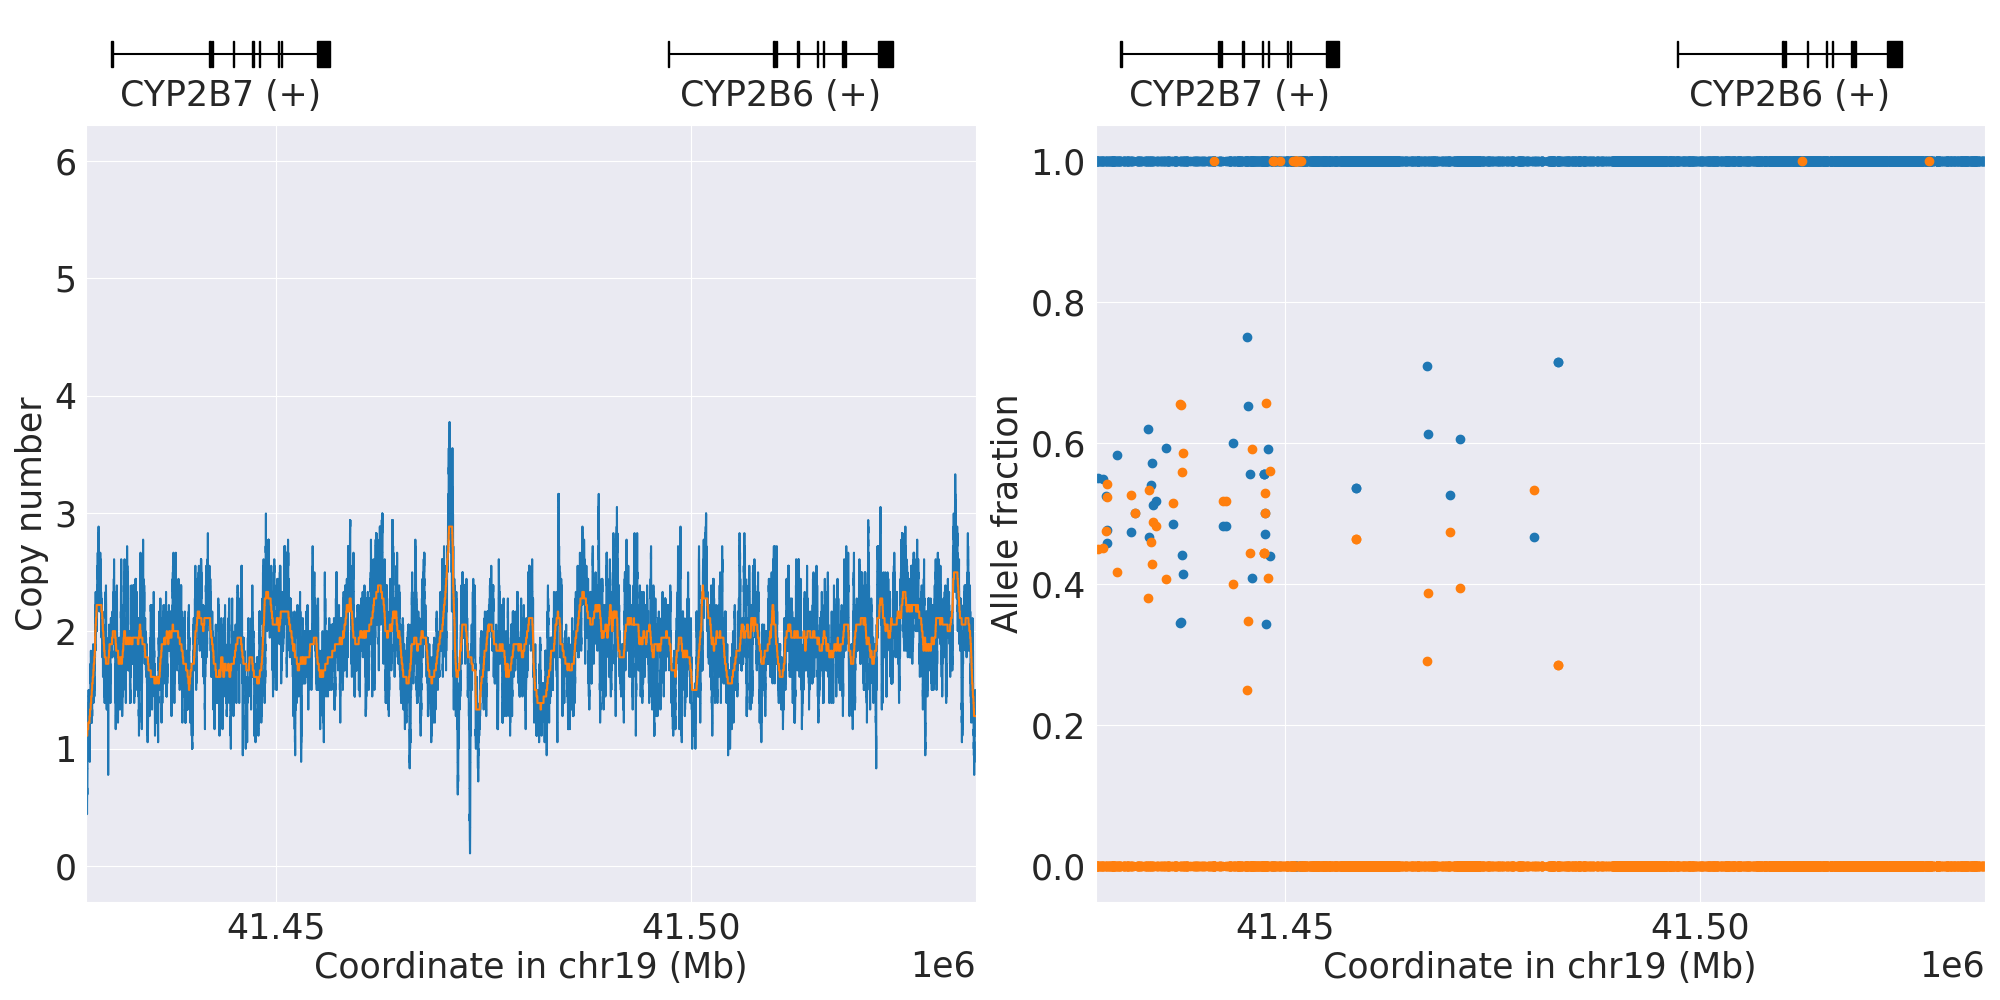 CYP2B7 (+) CYP2B6 (+)
6
5
4
3
2
1
0
Copy number
41.45 41.50
Coordinate in chr19 (Mb) 1e6
CYP2B7 (+) CYP2B6 (+)
1.0
0.8
0.6
0.4
0.2
0.0
Allele fraction
41.45 41.50
Coordinate in chr19 (Mb) 1e6